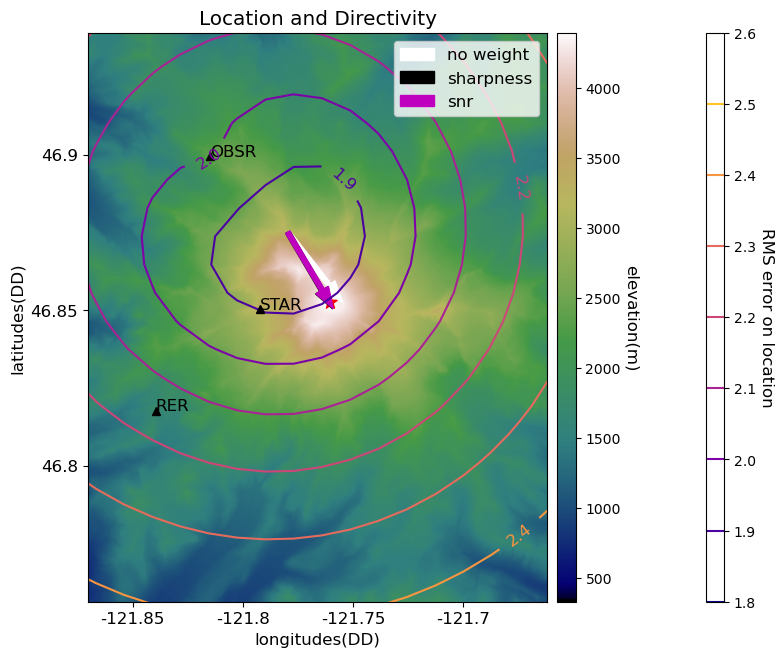 Location and Directivity
no weight
sharpness
snr
OBSR
STAR
RER
2.0
1.9
2.2
2.4
46.9
46.85
46.8
latitudes(DD)
-121.85
-121.8
-121.75
-121.7
longitudes(DD)
4000
3500
3000
2500
2000
1500
1000
500
elevation(m)
2.6
2.5
2.4
2.3
2.2
2.1
2.0
1.9
1.8
RMS error on location